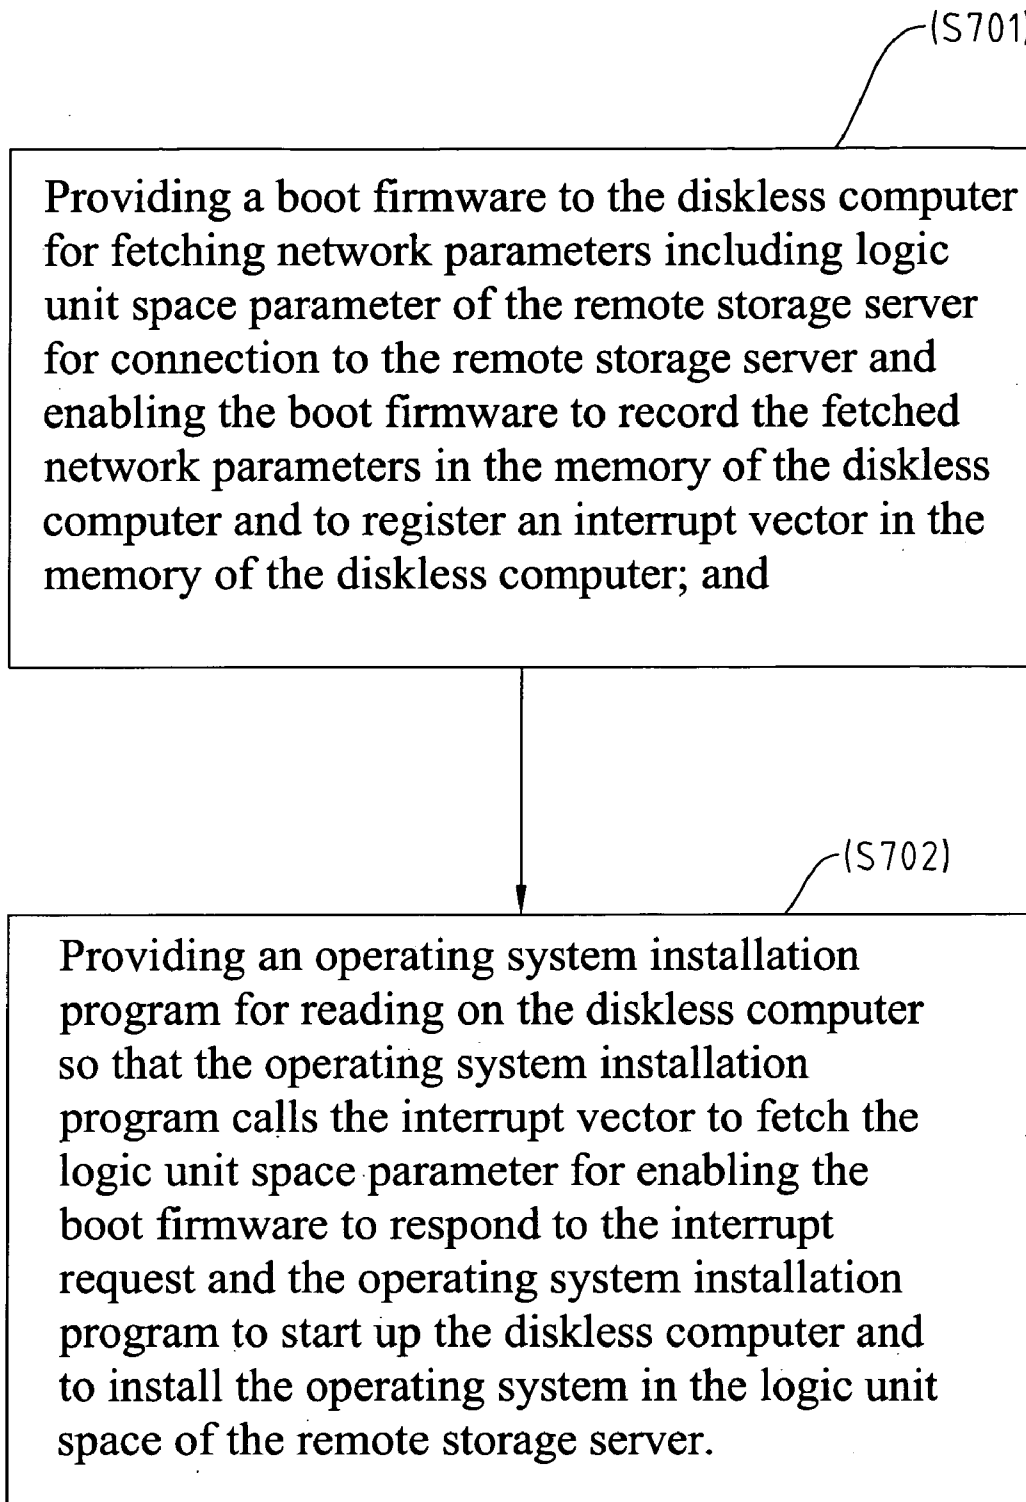 (S701)
Providing a boot firmware to the diskless computer
for fetching network parameters including logic
unit space parameter of the remote storage server
for connection to the remote storage server and
enabling the boot firmware to record the fetched
network parameters in the memory of the diskless
computer and to register an interrupt vector in the
memory of the diskless computer; and
(S702)
Providing an operating system installation
program for reading on the diskless computer
so that the operating system installation
program calls the interrupt vector to fetch the
logic unit space parameter for enabling the
boot firmware to respond to the interrupt
request and the operating system installation
program to start up the diskless computer and
to install the operating system in the logic unit
space of the remote storage server.